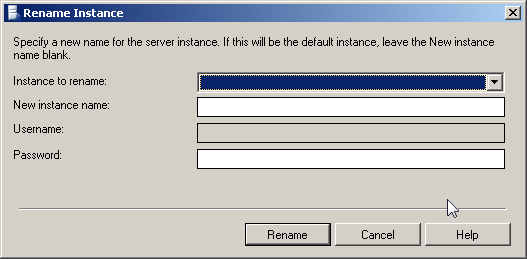 Rename Instance
Specify a new name for the server instance. If this will be the default instance, leave the New instance
name blank.
Instance to rename:
New instance name:
Username:
Password:
Rename Cancel Help